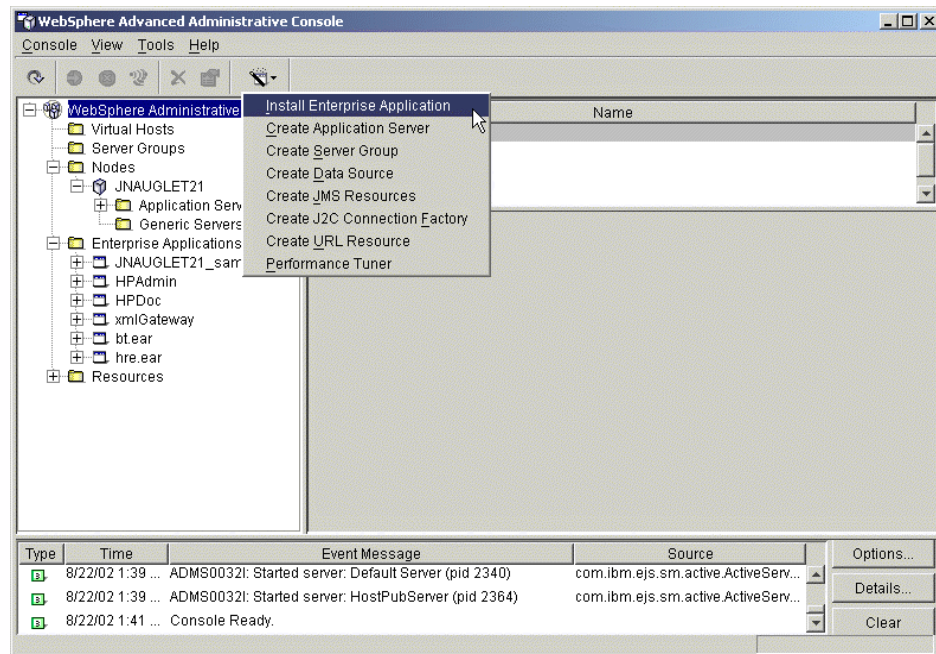 WebSphere Advanced Administrative Console
Console View Tools Help
WebSphere Administrative
Virtual Hosts
Server Groups
Nodes
JNAUGLET21
Application Serv
Generic Servers
Enterprise Applications
JNAUGLET21_sam
HPAdmin
HPDoc
xmlGateway
bt.ear
hre.ear
Resources
Install Enterprise Application
Create Application Server
Create Server Group
Create Data Source
Create JMS Resources
Create J2C Connection Factory
Create URL Resource
Performance Tuner
Name
Type Time Event Message Source
8/22/02 1:39 ... ADMS0032I: Started server: Default Server (pid 2340) com.ibm.ejs.sm.active.ActiveServ...
8/22/02 1:39 ... ADMS0032I: Started server: HostPubServer (pid 2364) com.ibm.ejs.sm.active.ActiveServ...
8/22/02 1:41 ... Console Ready.
Options...
Details...
Clear